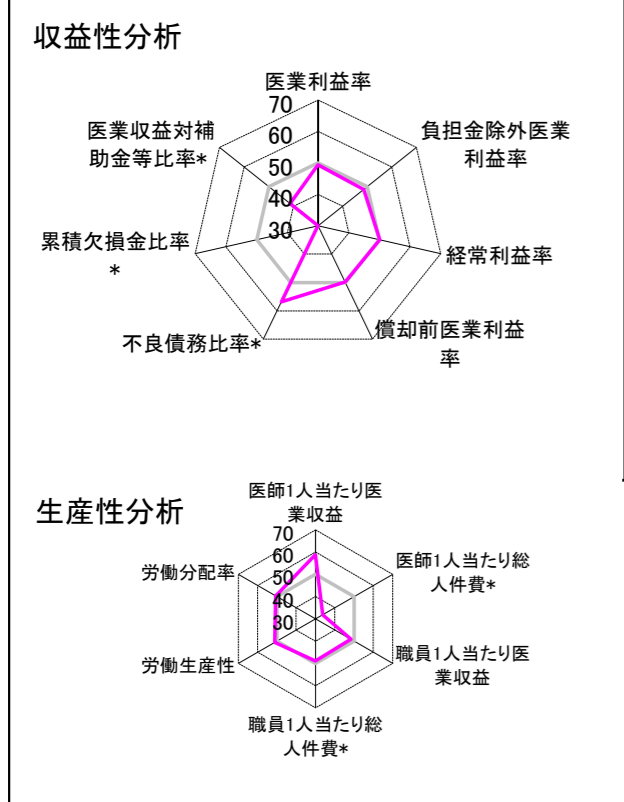 収益性分析
医業利益率
70
60
50
40
30
負担金除外医業
利益率
経常利益率
償却前医業利益
率
不良債務比率*
累積欠損金比率
*
医業収益対補
助金等比率*
生産性分析
医師1人当たり医
業収益
70
60
50
40
30
医師1人当たり総
人件費*
職員1人当たり医
業収益
職員1人当たり総
人件費*
労働生産性
労働分配率